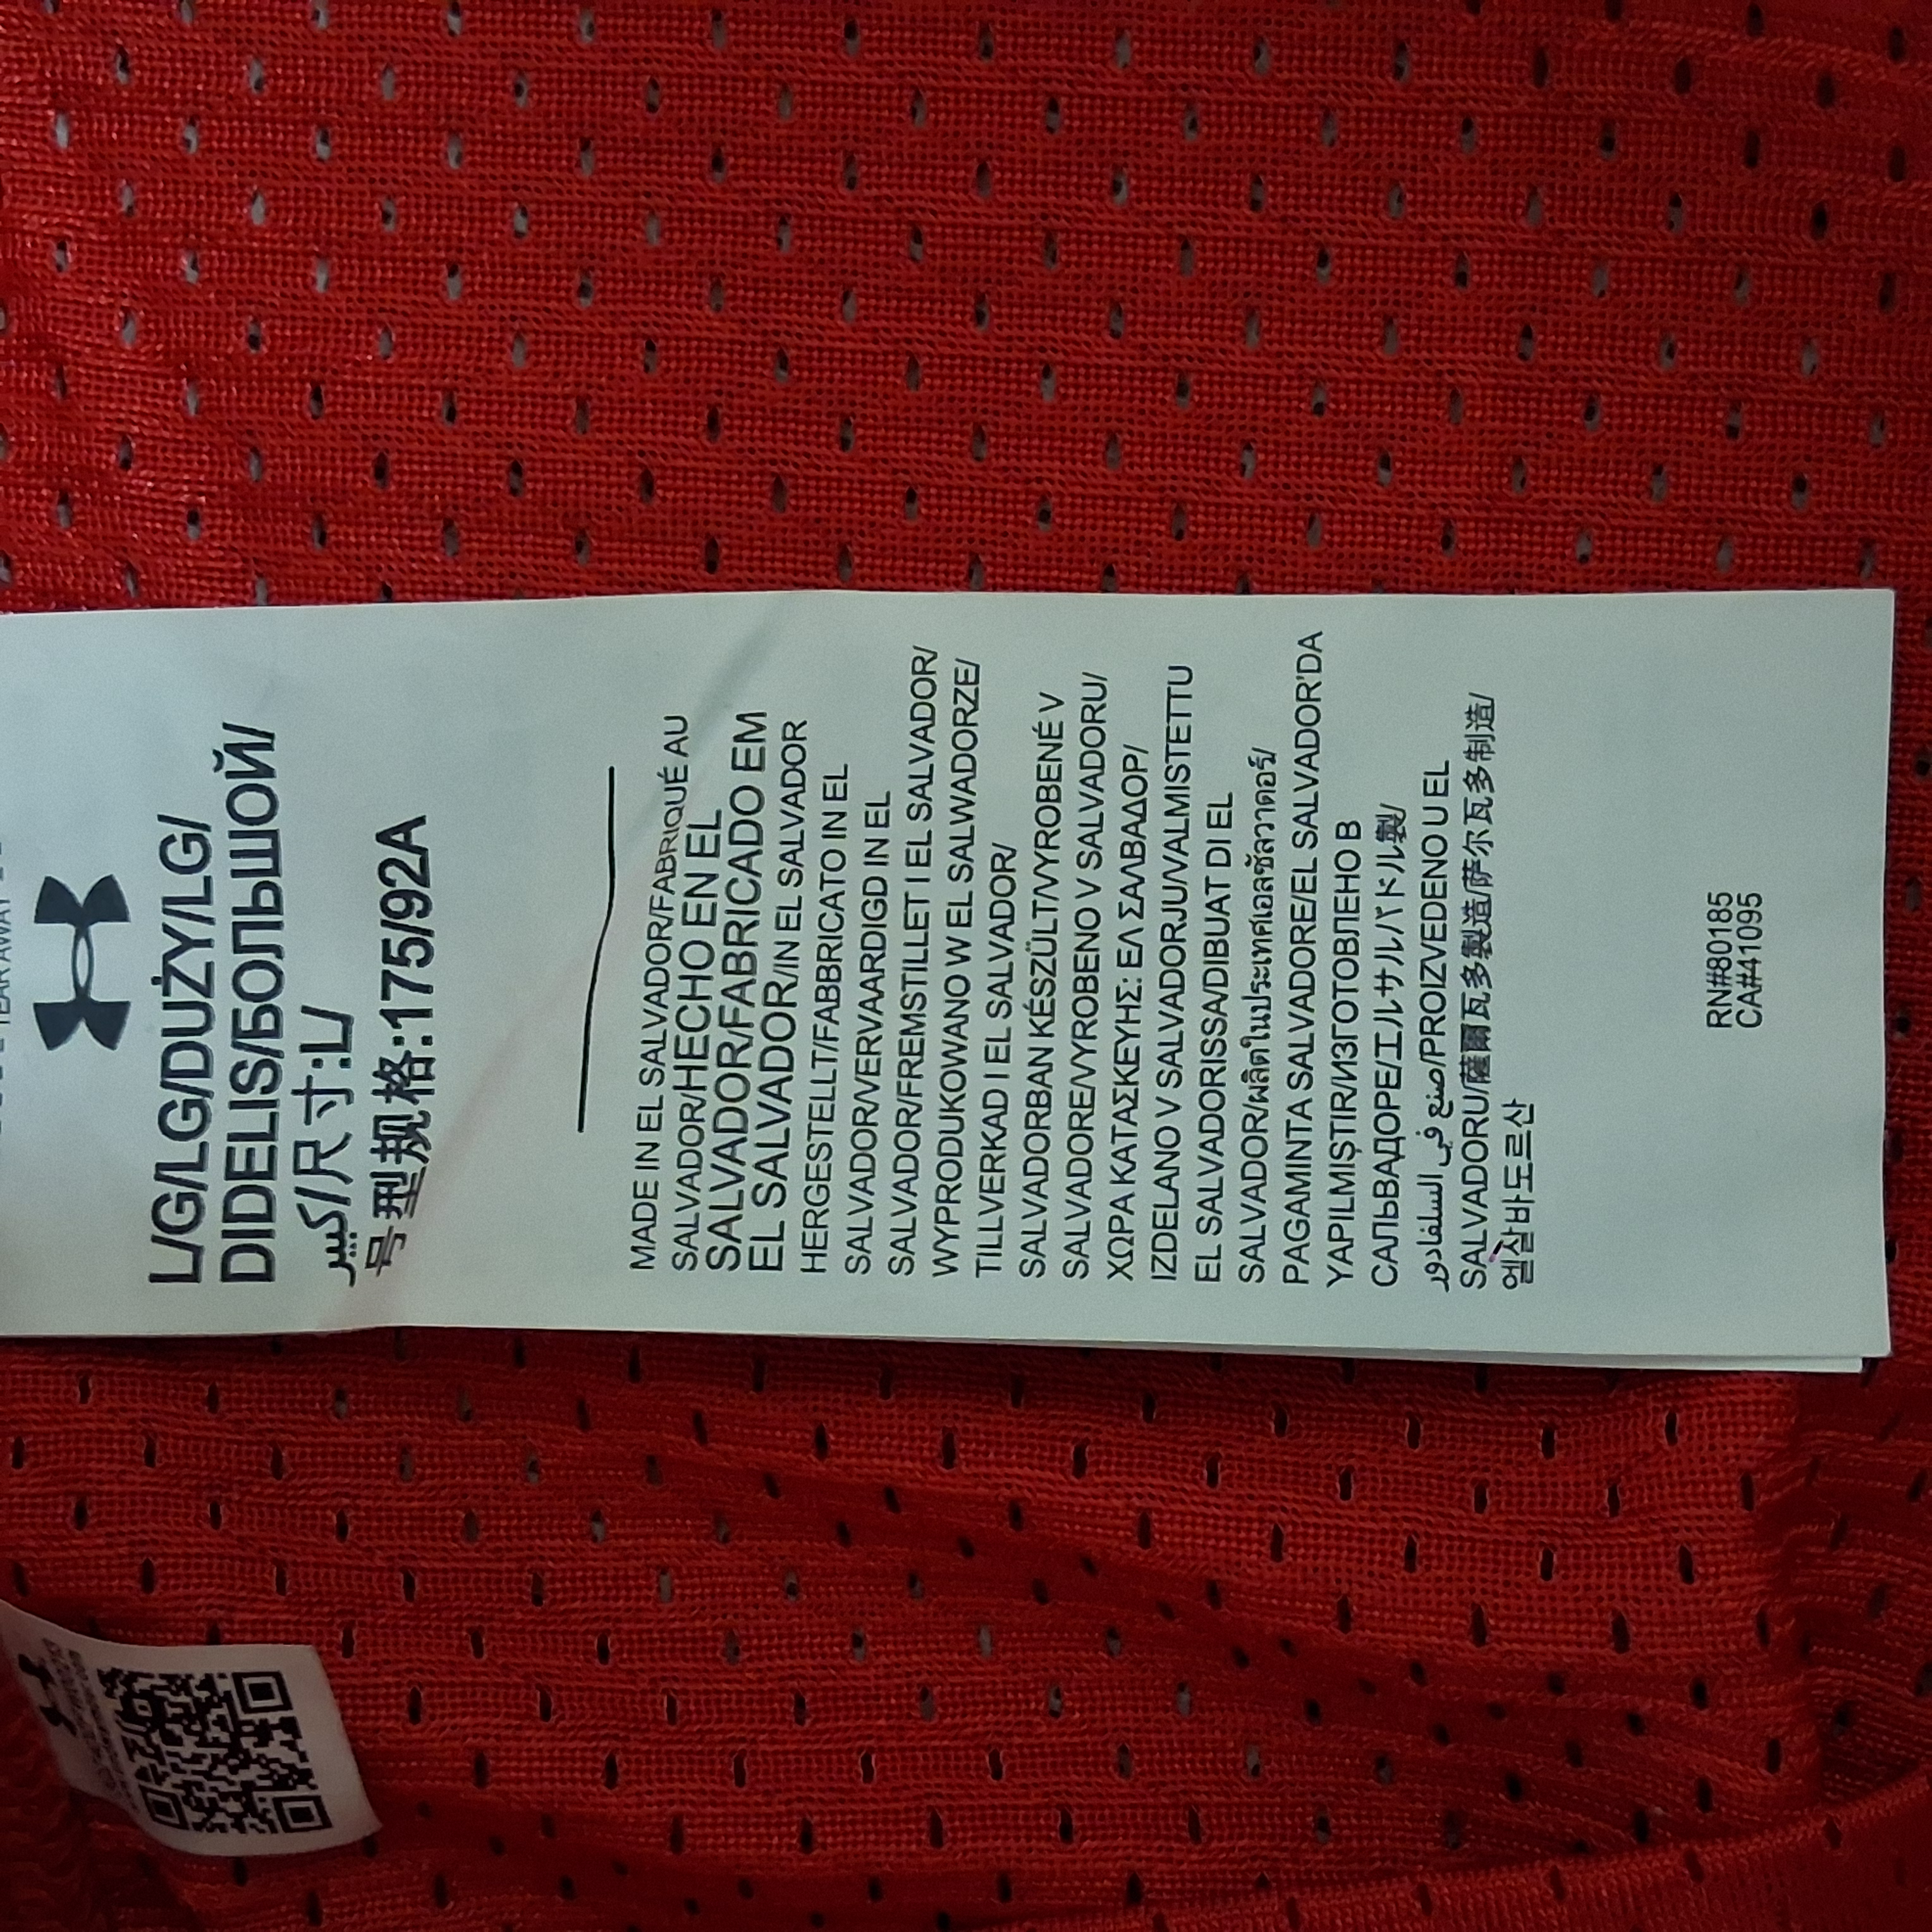 L/G/LG/DUŻY/LG/
DIDELIS/БОЛЬШОЙ/
كبير/尺寸:L/
号型规格:175/92A
MADE IN EL SALVADOR/FABRIQUÉ AU
SALVADOR/HECHO EN EL
SALVADOR/FABRICADO EM
EL SALVADOR/IN EL SALVADOR
HERGESTELLT/FABBRICATO IN EL
SALVADOR/VERVAARDIGD IN EL
SALVADOR/FREMSTILLET I EL SALVADOR/
WYPRODUKOWANO W EL SALWADORZE/
TILLVERKAD I EL SALVADOR/
SALVADORBAN KÉSZÜLT/VYROBENÉ V
SALVADORE/VYROBENO V SALVADORU/
ΧΩΡΑ ΚΑΤΑΣΚΕΥΗΣ: ΕΛ ΣΑΛΒΑΔΟΡ/
IZDELANO V SALVADORJU/VALMISTETTU
EL SALVADORISSA/DIBUAT DI EL
SALVADOR/ผลิตในประเทศเอลซัลวาดอร์/
PAGAMINTA SALVADORE/EL SALVADOR'DA
YAPILMIŞTIR/ИЗГОТОВЛЕНО В
САЛЬВАДОРЕ/エルサルバドル製/
صنع في السلفادور/PROIZVEDENO U EL
SALVADORU/薩爾瓦多製造/萨尔瓦多制造/
엘살바도르산
RN#80185
CA#41095